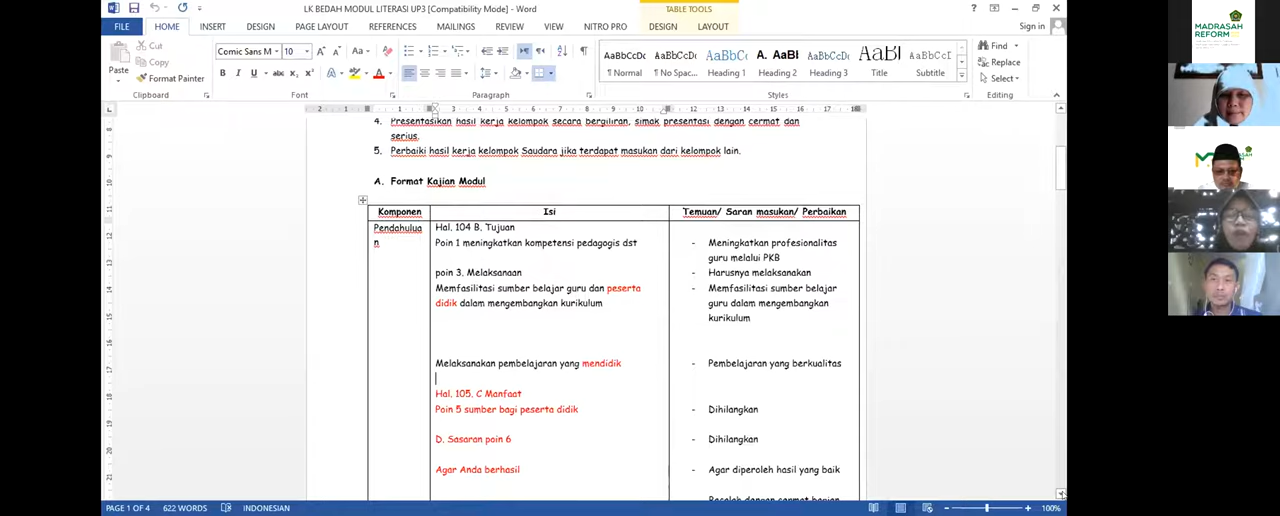 LK BEDAH MODUL LITERASI UP3 [Compatibility Mode] - Word
TABLE TOOLS
Sign in
FILE HOME INSERT DESIGN PAGE LAYOUT REFERENCES MAILINGS REVIEW VIEW NITRO PRO DESIGN LAYOUT
Cut
Copy
Format Painter
Paste
Clipboard
Comic Sans M 10
Font
Paragraph
AaBbCcDc AaBbCcDc AaBbC AaBbCc AaBbCcDc AaBbCcD
¶ Normal ¶ No Spac... Heading 1 Heading 2 Heading 3 Title Subtitle
Styles
Find
Replace
Select
Editing
4. Presentasikan hasil kerja kelompok secara bergiliran, simak presentasi dengan cermat dan
serius.
5. Perbaiki hasil kerja kelompok Saudara jika terdapat masukan dari kelompok lain.
A. Format Kajian Modul
Komponen Isi Temuan/ Saran masukan/ Perbaikan
Pendahulua
n
Hal. 104 B. Tujuan
Poin 1 meningkatkan kompetensi pedagogis dst
poin 3. Melaksanaan
Memfasilitasi sumber belajar guru dan peserta
didik dalam mengembangkan kurikulum
Melaksanakan pembelajaran yang mendidik
Hal. 105. C Manfaat
Poin 5 sumber bagi peserta didik
D. Sasaran poin 6
Agar Anda berhasil
- Meningkatkan profesionalitas
guru melalui PKB
- Harusnya melaksanakan
- Memfasilitasi sumber belajar
guru dalam mengembangkan
kurikulum
- Pembelajaran yang berkualitas
- Dihilangkan
- Dihilangkan
- Agar diperoleh hasil yang baik
PAGE 1 OF 4 622 WORDS INDONESIAN 100%
MADRASAH
REFORM